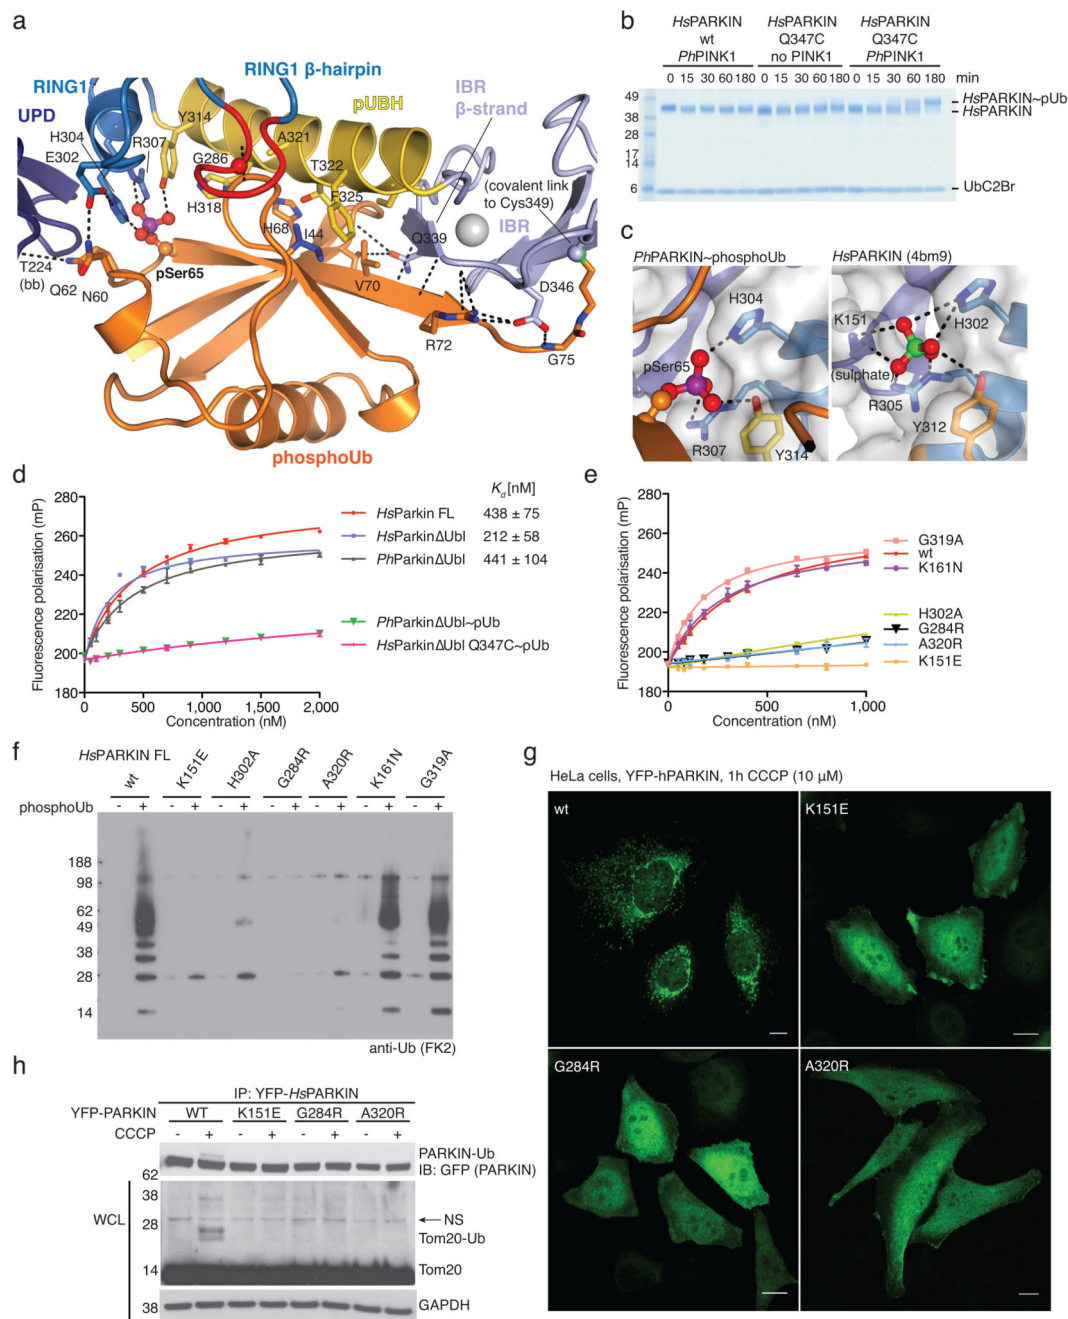 a
RING1
RING1 β-hairpin
pUBH
IBR
β-strand
UPD
Y314
H304
R307
E302
A321
G286
T322
F325
H318
(covalent link
to Cys349)
IBR
Q339
H68
I44
pSer65
T224
(bb)
Q62
N60
V70
D346
R72
G75
phosphoUb
b
HsPARKIN
wt
PhPINK1
HsPARKIN
Q347C
no PINK1
HsPARKIN
Q347C
PhPINK1
0 15 30 60 180 0 15 30 60 180 0 15 30 60 180 min
49
38
28
17
14
6
HsPARKIN~pUb
HsPARKIN
UbC2Br
c
PhPARKIN~phosphoUb
HsPARKIN (4bm9)
H304
pSer65
R307
Y314
K151
H302
(sulphate)
R305
Y312
d
Fluorescence polarisation (mP)
280
260
240
220
200
180
0 500 1,000 1,500 2,000
Concentration (nM)
Kd [nM]
HsParkin FL 438 ± 75
HsParkinΔUbl 212 ± 58
PhParkinΔUbl 441 ± 104
PhParkinΔUbl~pUb
HsParkinΔUbl Q347C~pUb
e
Fluorescence polarisation (mP)
280
260
240
220
200
180
0 500 1,000
Concentration (nM)
G319A
wt
K161N
H302A
G284R
A320R
K151E
f
HsPARKIN FL
wt K151E H302A G284R A320R K161N G319A
phosphoUb - + - + - + - + - + - + - +
188
98
62
49
38
28
14
anti-Ub (FK2)
g
HeLa cells, YFP-hPARKIN, 1h CCCP (10 μM)
wt
K151E
G284R
A320R
h
IP: YFP-HsPARKIN
YFP-PARKIN WT K151E G284R A320R
CCCP - + - + - + - +
PARKIN-Ub
IB: GFP (PARKIN)
62
WCL
38
28
14
38
NS
Tom20-Ub
Tom20
GAPDH